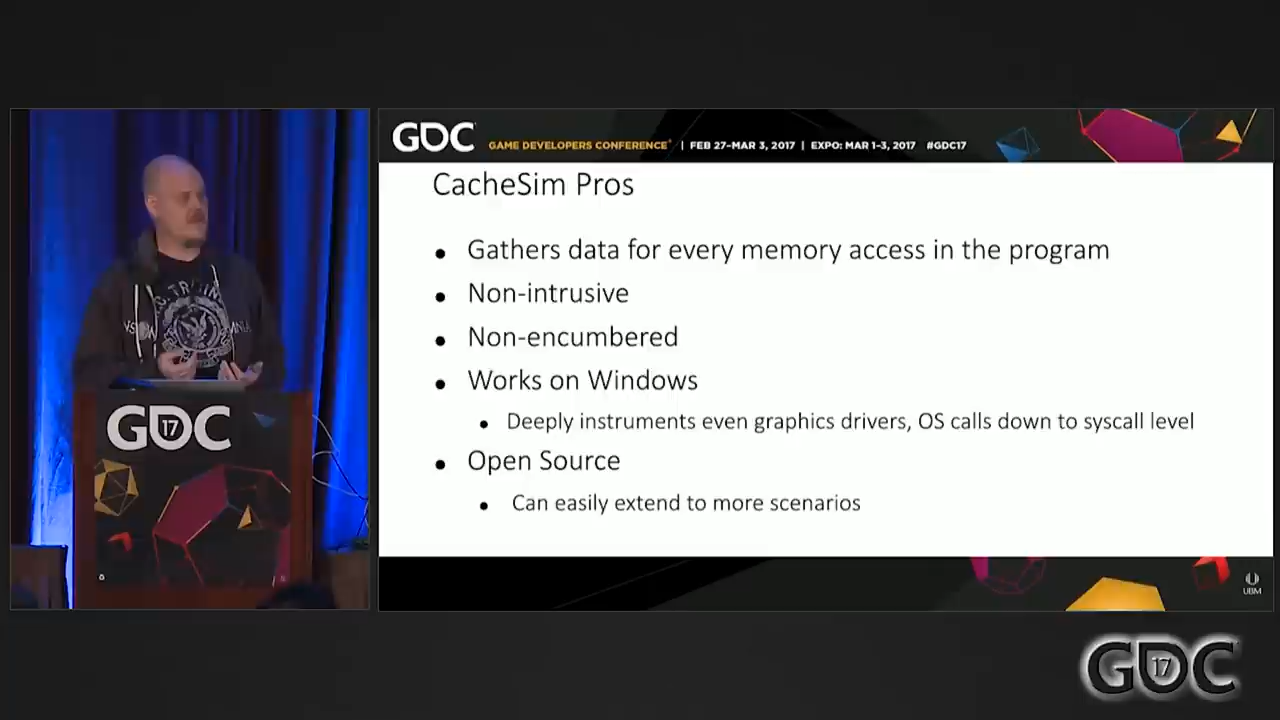 GDC
GAME DEVELOPERS CONFERENCE | FEB 27-MAR 3, 2017 | EXPO: MAR 1-3, 2017 #GDC17
CacheSim Pros
• Gathers data for every memory access in the program
• Non-intrusive
• Non-encumbered
• Works on Windows
• Deeply instruments even graphics drivers, OS calls down to syscall level
• Open Source
• Can easily extend to more scenarios
GDC
17
UBM
GDC
17